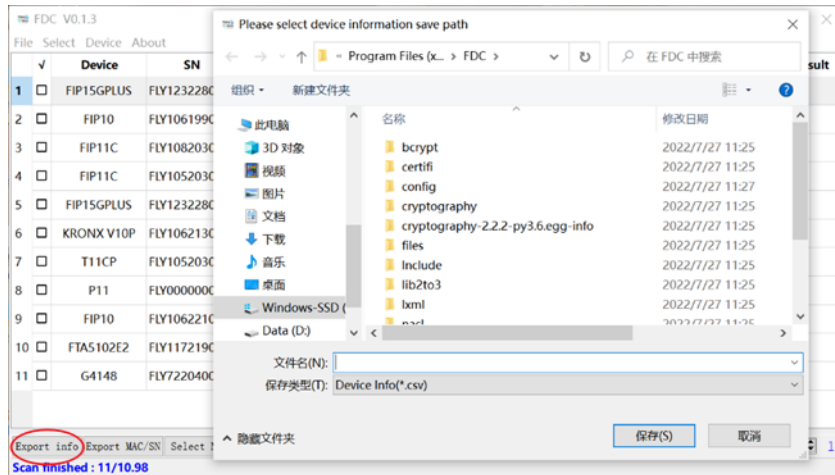 FDC V0.1.3
File Select Device About
√ Device SN
1 FIP15GPLUS FLY1232280
2 FIP10 FLY1061990
3 FIP11C FLY1082030
4 FIP11C FLY1052030
5 FIP15GPLUS FLY1232280
6 KRONX V10P FLY1062130
7 T11CP FLY1052030
8 P11 FLY0000000
9 FIP10 FLY1062210
10 FTA5102E2 FLY1172190
11 G4148 FLY7220400
Export info Export MAC/SN Select
Scan finished : 11/10.98
Please select device information save path
« Program Files (x... > FDC >
在 FDC 中搜索
组织 新建文件夹
此电脑
3D 对象
视频
图片
文档
下载
音乐
桌面
Windows-SSD (
Data (D:)
名称 修改日期
bcrypt 2022/7/27 11:25
certifi 2022/7/27 11:25
config 2022/7/27 11:27
cryptography 2022/7/27 11:25
cryptography-2.2.2-py3.6.egg-info 2022/7/27 11:25
files 2022/7/27 11:25
Include 2022/7/27 11:25
lib2to3 2022/7/27 11:25
lxml 2022/7/27 11:25
nacl 2022/7/27 11:25
文件名(N):
保存类型(T): Device Info(*.csv)
隐藏文件夹 保存(S) 取消
sult
1